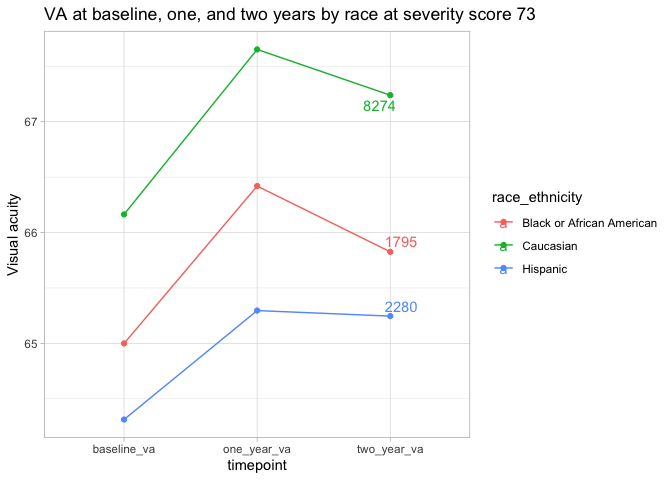 VA at baseline, one, and two years by race at severity score 73
Visual acuity
67
66
65
8274
1795
2280
baseline_va
one_year_va
two_year_va
timepoint
race_ethnicity
a Black or African American
a Caucasian
a Hispanic